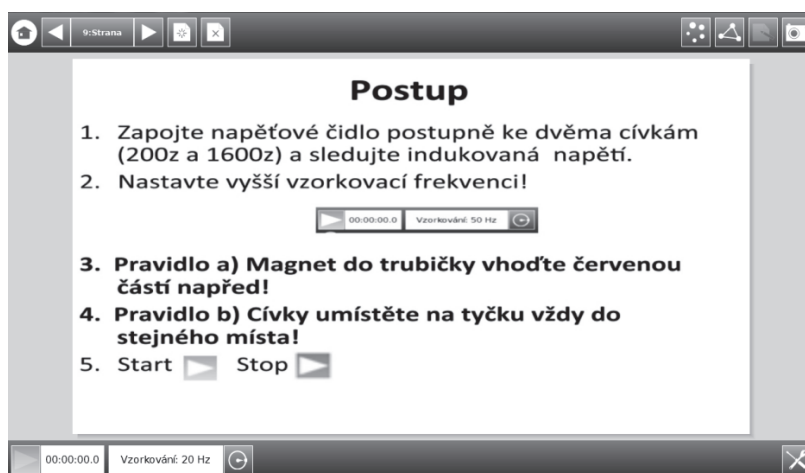 9:Strana
Postup
1. Zapojte napěťové čidlo postupně ke dvěma cívkám
(200z a 1600z) a sledujte indukovaná napětí.
2. Nastavte vyšší vzorkovací frekvenci!
00:00:00.0 Vzorkování: 50 Hz
3. Pravidlo a) Magnet do trubičky vhoďte červenou
částí napřed!
4. Pravidlo b) Cívky umístěte na tyčku vždy do
stejného místa!
5. Start Stop
00:00:00.0 Vzorkování: 20 Hz